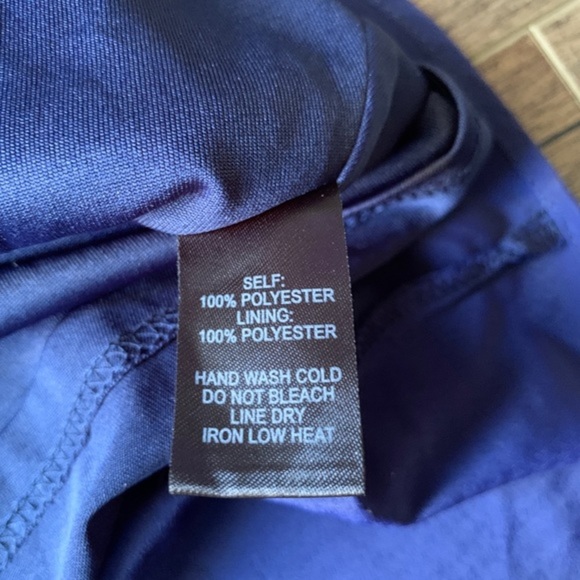 SELF:
100% POLYESTER
LINING:
100% POLYESTER
HAND WASH COLD
DO NOT BLEACH
LINE DRY
IRON LOW HEAT